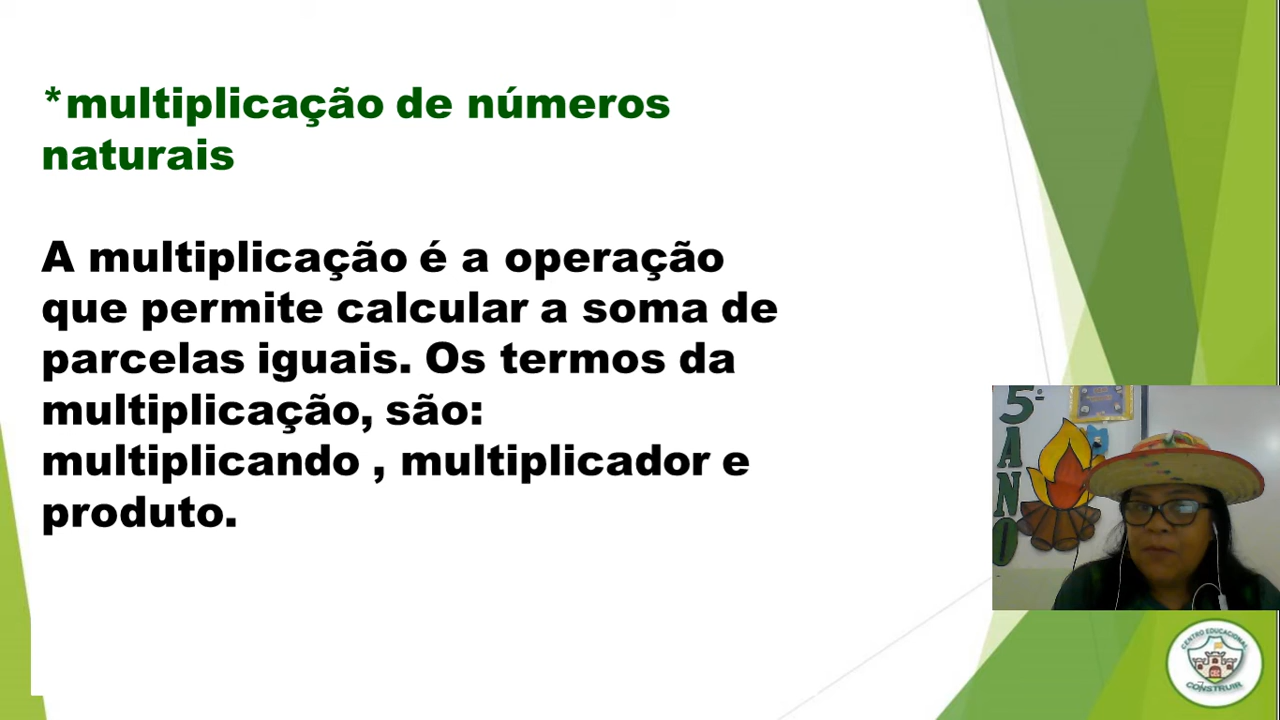 *multiplicação de números
naturais
A multiplicação é a operação
que permite calcular a soma de
parcelas iguais. Os termos da
multiplicação, são:
multiplicando , multiplicador e
produto.
5º
ANO
CENTRO EDUCACIONAL
CONSTRUIR